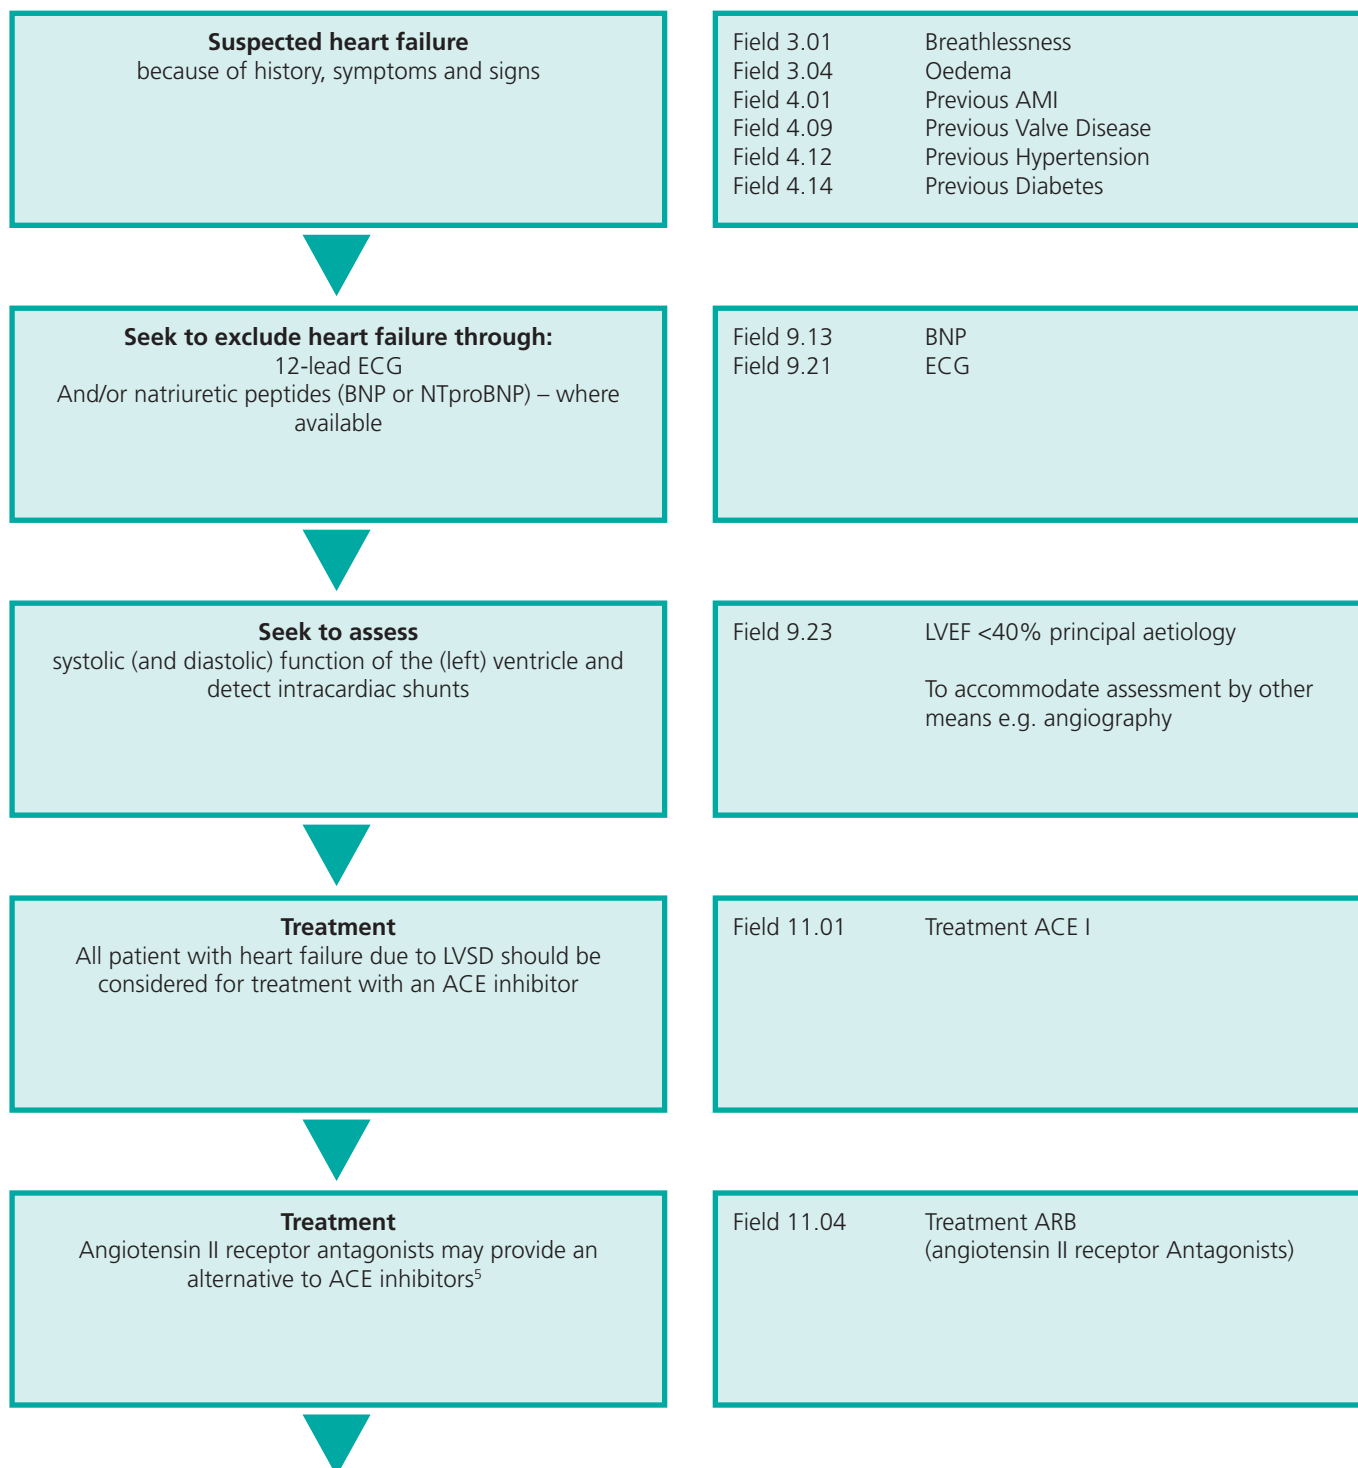 Suspected heart failure
because of history, symptoms and signs
Field 3.01 Breathlessness
Field 3.04 Oedema
Field 4.01 Previous AMI
Field 4.09 Previous Valve Disease
Field 4.12 Previous Hypertension
Field 4.14 Previous Diabetes
Seek to exclude heart failure through:
12-lead ECG
And/or natriuretic peptides (BNP or NTproBNP) – where
available
Field 9.13 BNP
Field 9.21 ECG
Seek to assess
systolic (and diastolic) function of the (left) ventricle and
detect intracardiac shunts
Field 9.23 LVEF <40% principal aetiology
To accommodate assessment by other
means e.g. angiography
Treatment
All patient with heart failure due to LVSD should be
considered for treatment with an ACE inhibitor
Field 11.01 Treatment ACE I
Treatment
Angiotensin II receptor antagonists may provide an
alternative to ACE inhibitors⁵
Field 11.04 Treatment ARB
(angiotensin II receptor Antagonists)